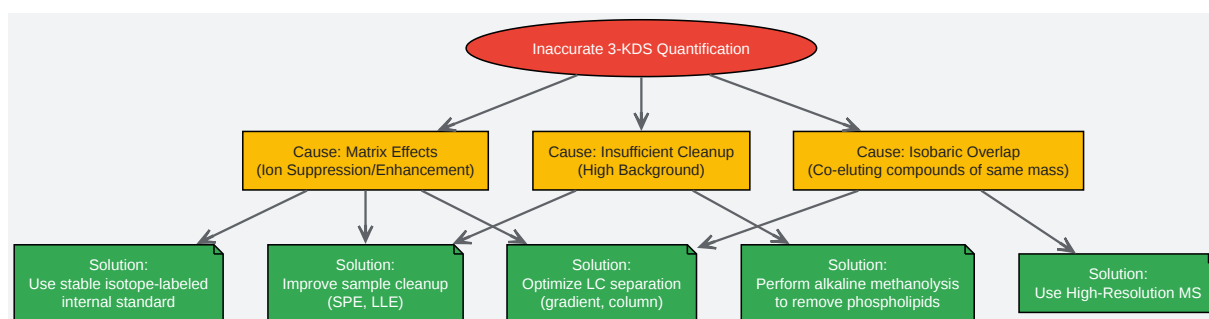 Inaccurate 3-KDS Quantification
Cause: Matrix Effects
(Ion Suppression/Enhancement)
Cause: Insufficient Cleanup
(High Background)
Cause: Isobaric Overlap
(Co-eluting compounds of same mass)
Solution:
Use stable isotope-labeled
internal standard
Solution:
Improve sample cleanup
(SPE, LLE)
Solution:
Optimize LC separation
(gradient, column)
Solution:
Perform alkaline methanolysis
to remove phospholipids
Solution:
Use High-Resolution MS